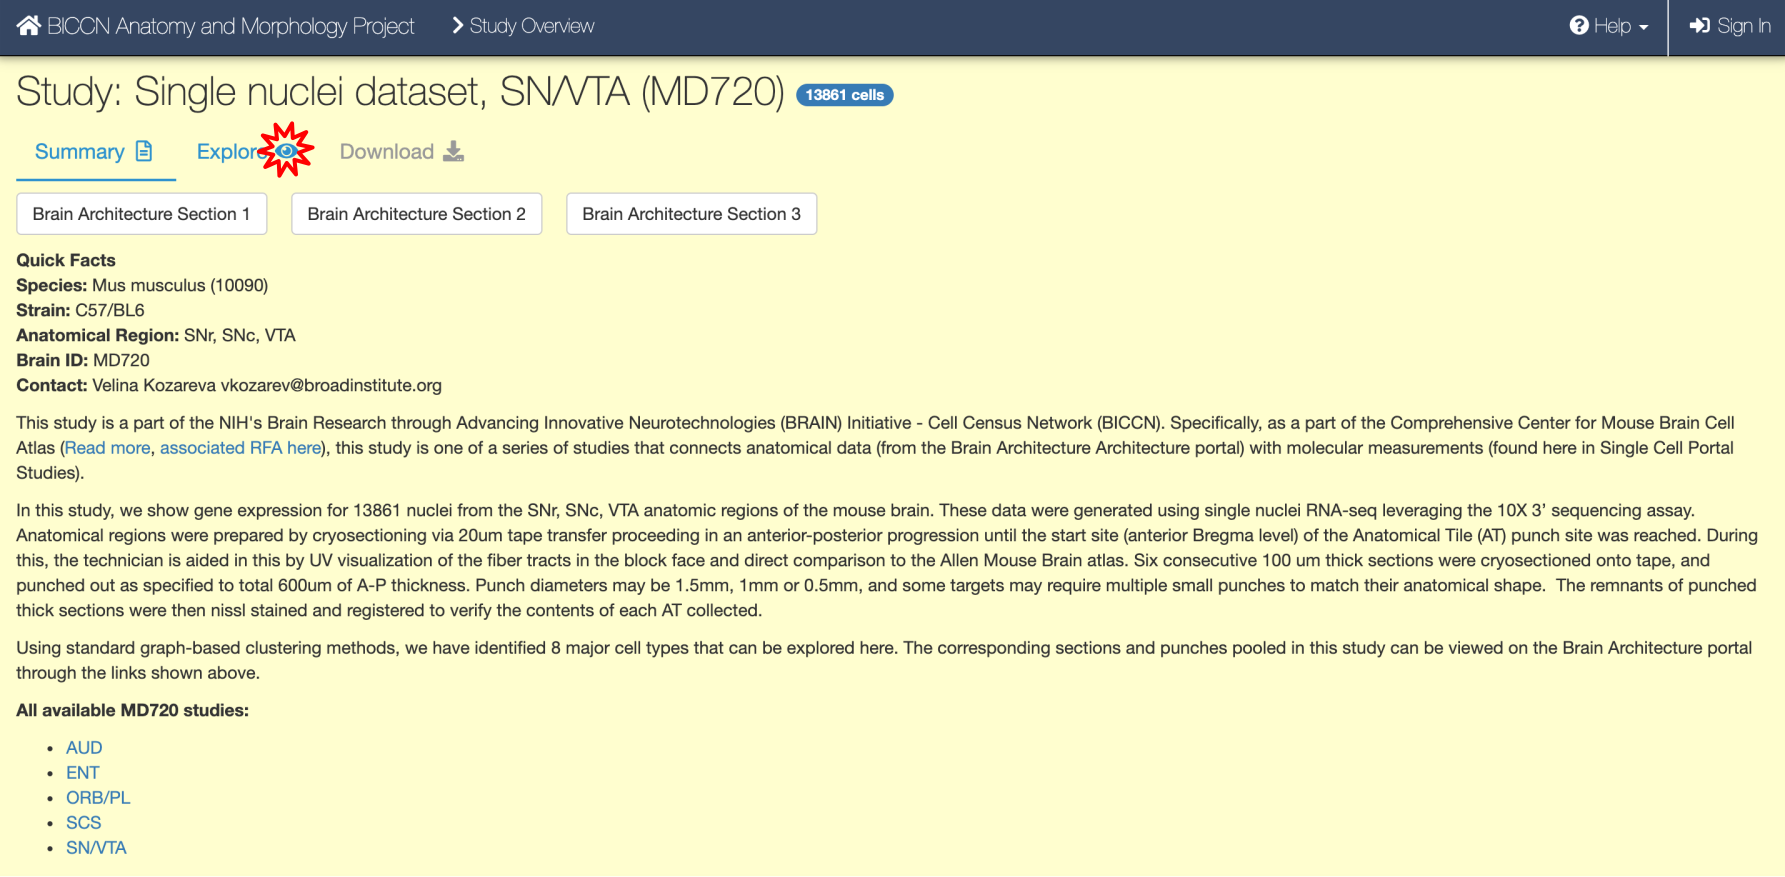 BICCN Anatomy and Morphology Project Study Overview Help Sign In
Study: Single nuclei dataset, SN/VTA (MD720) 13861 cells
Summary Explore Download
Brain Architecture Section 1 Brain Architecture Section 2 Brain Architecture Section 3
Quick Facts
Species: Mus musculus (10090)
Strain: C57/BL6
Anatomical Region: SNr, SNc, VTA
Brain ID: MD720
Contact: Velina Kozareva vkozarev@broadinstitute.org
This study is a part of the NIH's Brain Research through Advancing Innovative Neurotechnologies (BRAIN) Initiative - Cell Census Network (BICCN). Specifically, as a part of the Comprehensive Center for Mouse Brain Cell
Atlas (Read more, associated RFA here), this study is one of a series of studies that connects anatomical data (from the Brain Architecture Architecture portal) with molecular measurements (found here in Single Cell Portal
Studies).
In this study, we show gene expression for 13861 nuclei from the SNr, SNc, VTA anatomic regions of the mouse brain. These data were generated using single nuclei RNA-seq leveraging the 10X 3’ sequencing assay.
Anatomical regions were prepared by cryosectioning via 20um tape transfer proceeding in an anterior-posterior progression until the start site (anterior Bregma level) of the Anatomical Tile (AT) punch site was reached. During
this, the technician is aided in this by UV visualization of the fiber tracts in the block face and direct comparison to the Allen Mouse Brain atlas. Six consecutive 100 um thick sections were cryosectioned onto tape, and
punched out as specified to total 600um of A-P thickness. Punch diameters may be 1.5mm, 1mm or 0.5mm, and some targets may require multiple small punches to match their anatomical shape. The remnants of punched
thick sections were then nissl stained and registered to verify the contents of each AT collected.
Using standard graph-based clustering methods, we have identified 8 major cell types that can be explored here. The corresponding sections and punches pooled in this study can be viewed on the Brain Architecture portal
through the links shown above.
All available MD720 studies:
• AUD
• ENT
• ORB/PL
• SCS
• SN/VTA